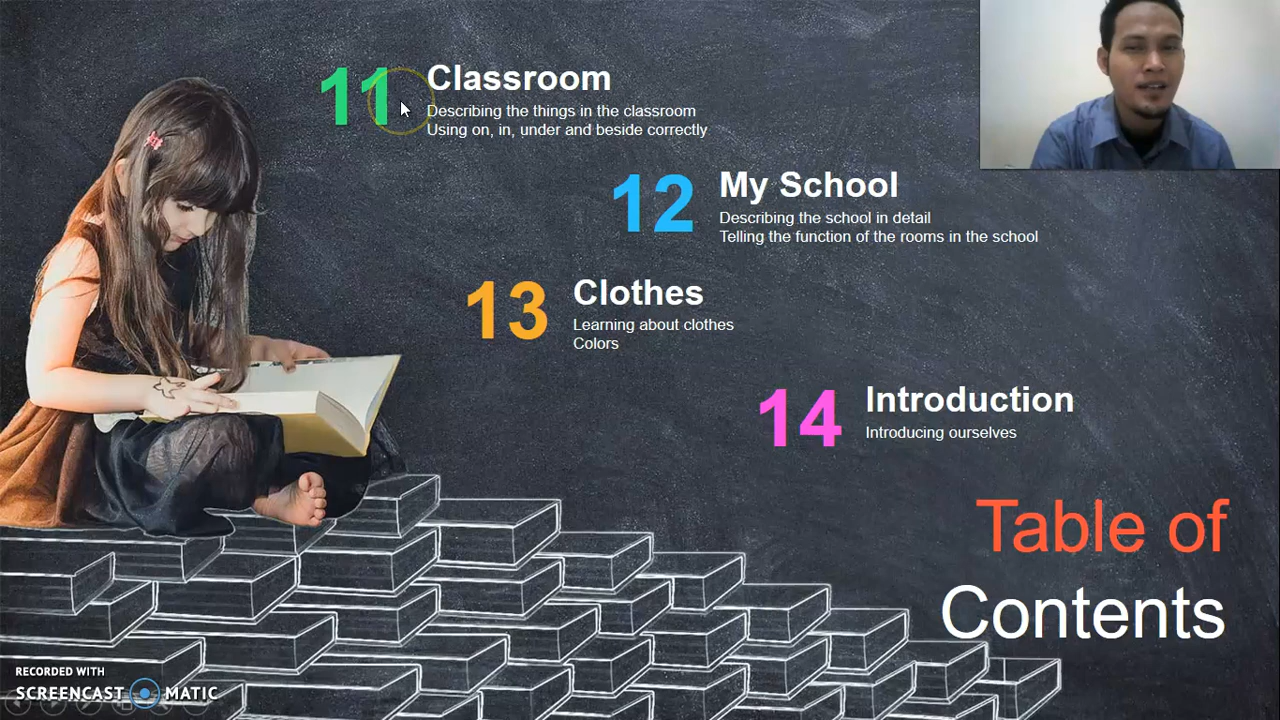 11 Classroom
Describing the things in the classroom
Using on, in, under and beside correctly
12 My School
Describing the school in detail
Telling the function of the rooms in the school
13 Clothes
Learning about clothes
Colors
14 Introduction
Introducing ourselves
Table of
Contents
RECORDED WITH
SCREENCAST MATIC